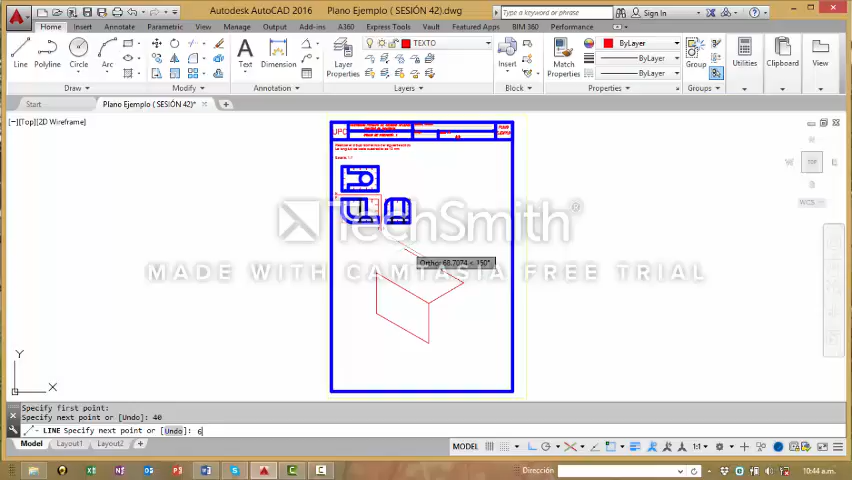 Autodesk AutoCAD 2016 Plano Ejemplo ( SESIÓN 42).dwg
Type a keyword or phrase
Sign In
Home Insert Annotate Parametric View Manage Output Add-ins A360 Express Tools Featured Apps BIM 360 Performance
Line Polyline Circle Arc
Text Dimension
Layer Properties
TEXTO
Insert
Match Properties
ByLayer
ByLayer
ByLayer
Group
Utilities Clipboard View
Draw Modify Annotation Layers Block Properties Groups
Start Plano Ejemplo ( SESIÓN 42)*
[−][Top][2D Wireframe]
UPC
W TOP E
S
WCS
TechSmith
Ortho: 68.7074 < 150°
MADE WITH CAMTASIA FREE TRIAL
Y
X
Specify first point:
Specify next point or [Undo]: 40
LINE Specify next point or [Undo]: 6
Model Layout1 Layout2
MODEL 1:1
Dirección
10:44 a.m.